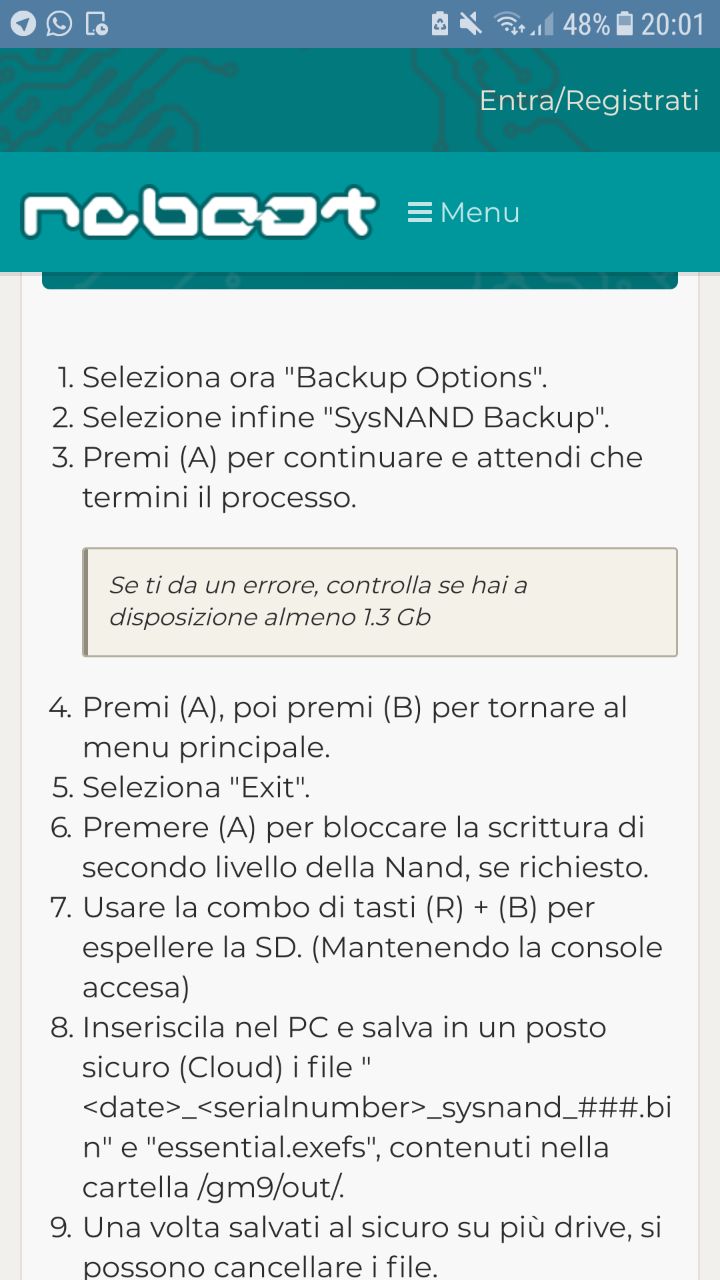 48% 20:01
Entra/Registrati
reboot Menu
1. Seleziona ora "Backup Options".
2. Selezione infine "SysNAND Backup".
3. Premi (A) per continuare e attendi che
termini il processo.
Se ti da un errore, controlla se hai a
disposizione almeno 1.3 Gb
4. Premi (A), poi premi (B) per tornare al
menu principale.
5. Seleziona "Exit".
6. Premere (A) per bloccare la scrittura di
secondo livello della Nand, se richiesto.
7. Usare la combo di tasti (R) + (B) per
espellere la SD. (Mantenendo la console
accesa)
8. Inseriscila nel PC e salva in un posto
sicuro (Cloud) i file "
<date>_<serialnumber>_sysnand_###.bi
n" e "essential.exefs", contenuti nella
cartella /gm9/out/.
9. Una volta salvati al sicuro su più drive, si
possono cancellare i file.